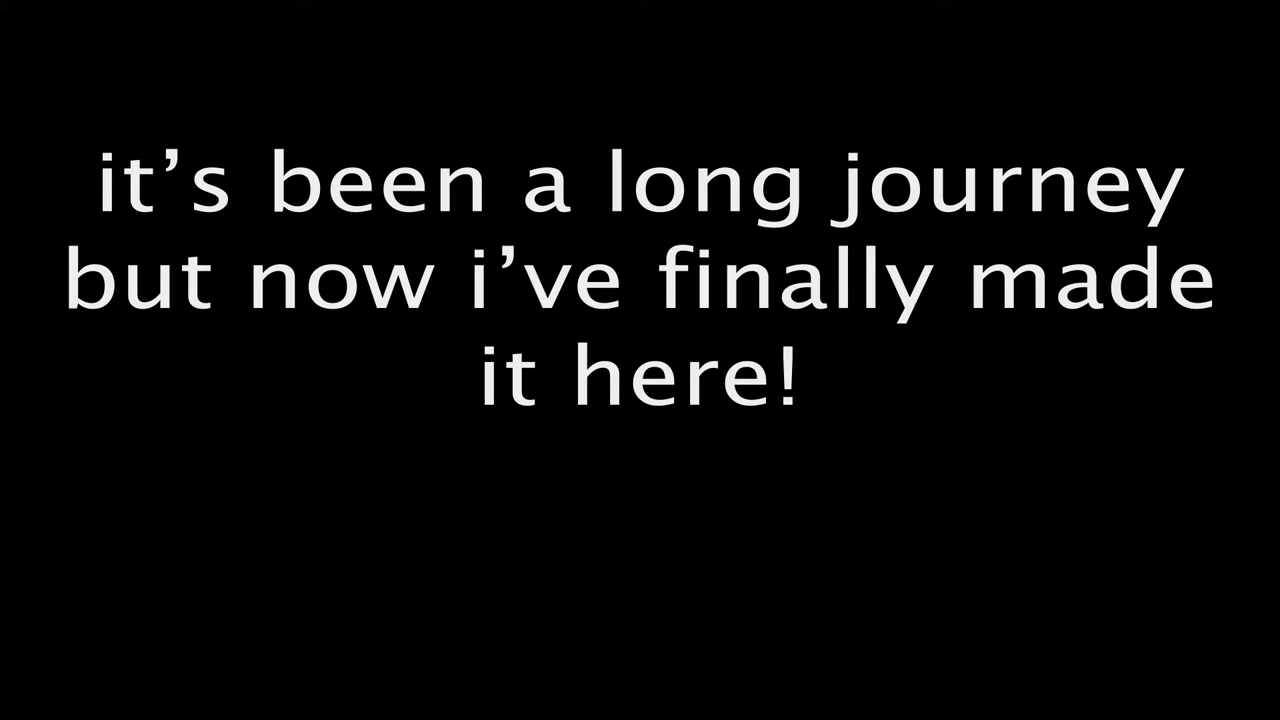 it’s been a long journey
but now i’ve finally made
it here!